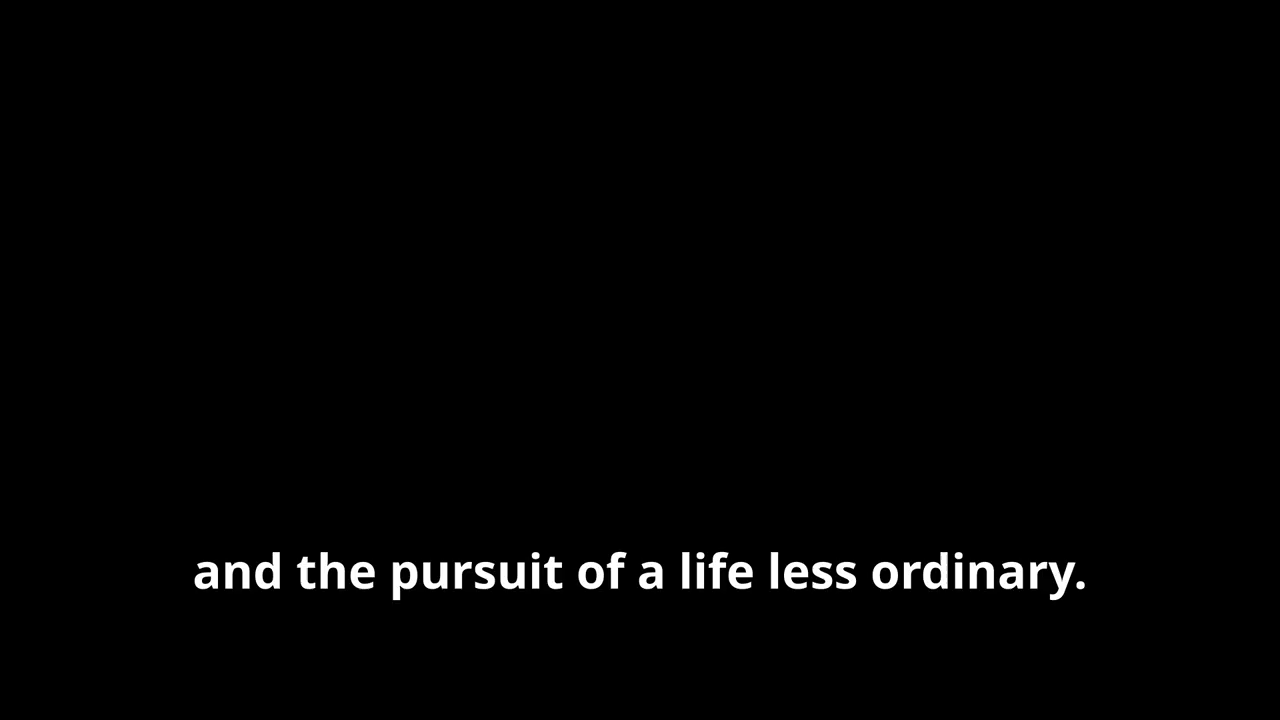 and the pursuit of a life less ordinary.